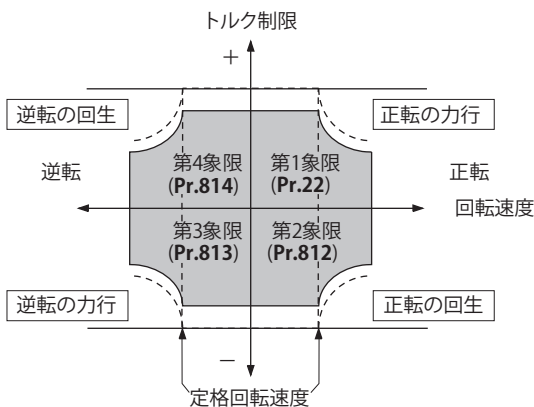 トルク制限
+
逆転の回生
正転の力行
逆転
第4象限
(Pr.814)
第1象限
(Pr.22)
正転
回転速度
第3象限
(Pr.813)
第2象限
(Pr.812)
逆転の力行
正転の回生
−
定格回転速度